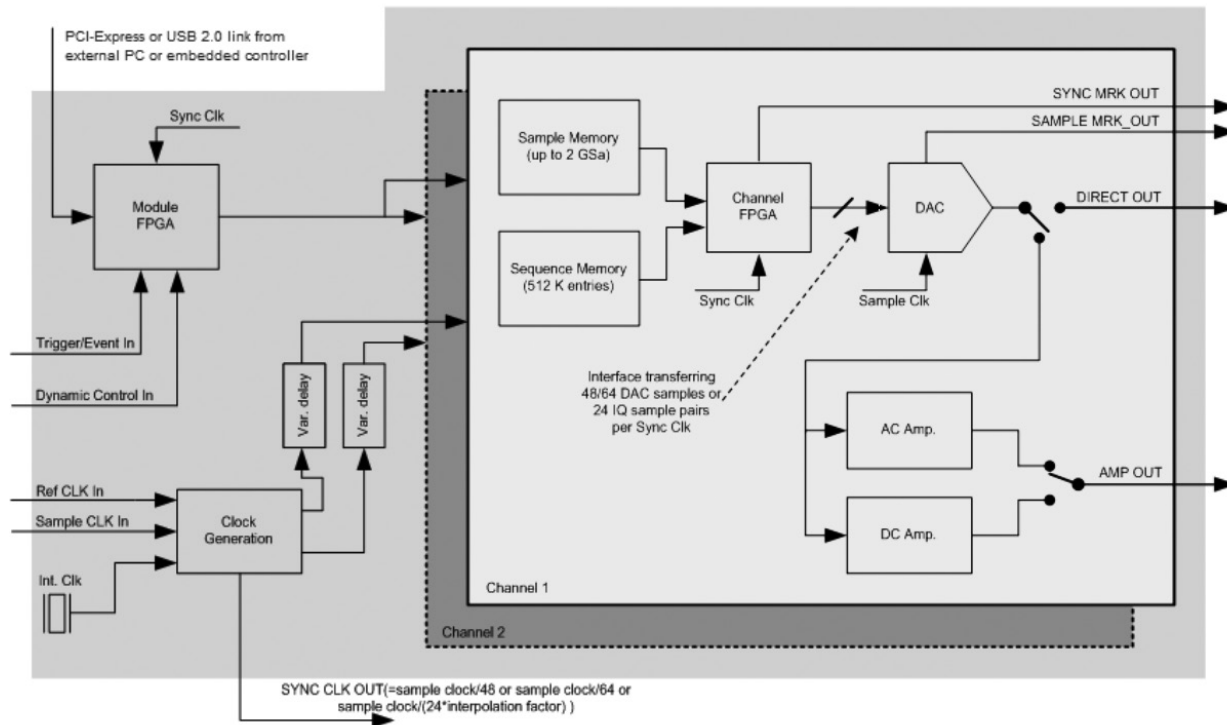 PCI-Express or USB 2.0 link from
external PC or embedded controller
Sync Clk
Module
FPGA
Trigger/Event In
Dynamic Control In
Ref CLK In
Sample CLK In
Int. Clk
Clock
Generation
Var. delay
Var. delay
SYNC CLK OUT(=sample clock/48 or sample clock/64 or
sample clock/(24*interpolation factor) )
Sample Memory
(up to 2 GSa)
Sequence Memory
(512 K entries)
Channel
FPGA
Sync Clk
DAC
Sample Clk
SYNC MRK OUT
SAMPLE MRK_OUT
DIRECT OUT
Interface transferring
48/64 DAC samples or
24 IQ sample pairs
per Sync Clk
AC Amp.
DC Amp.
AMP OUT
Channel 1
Channel 2